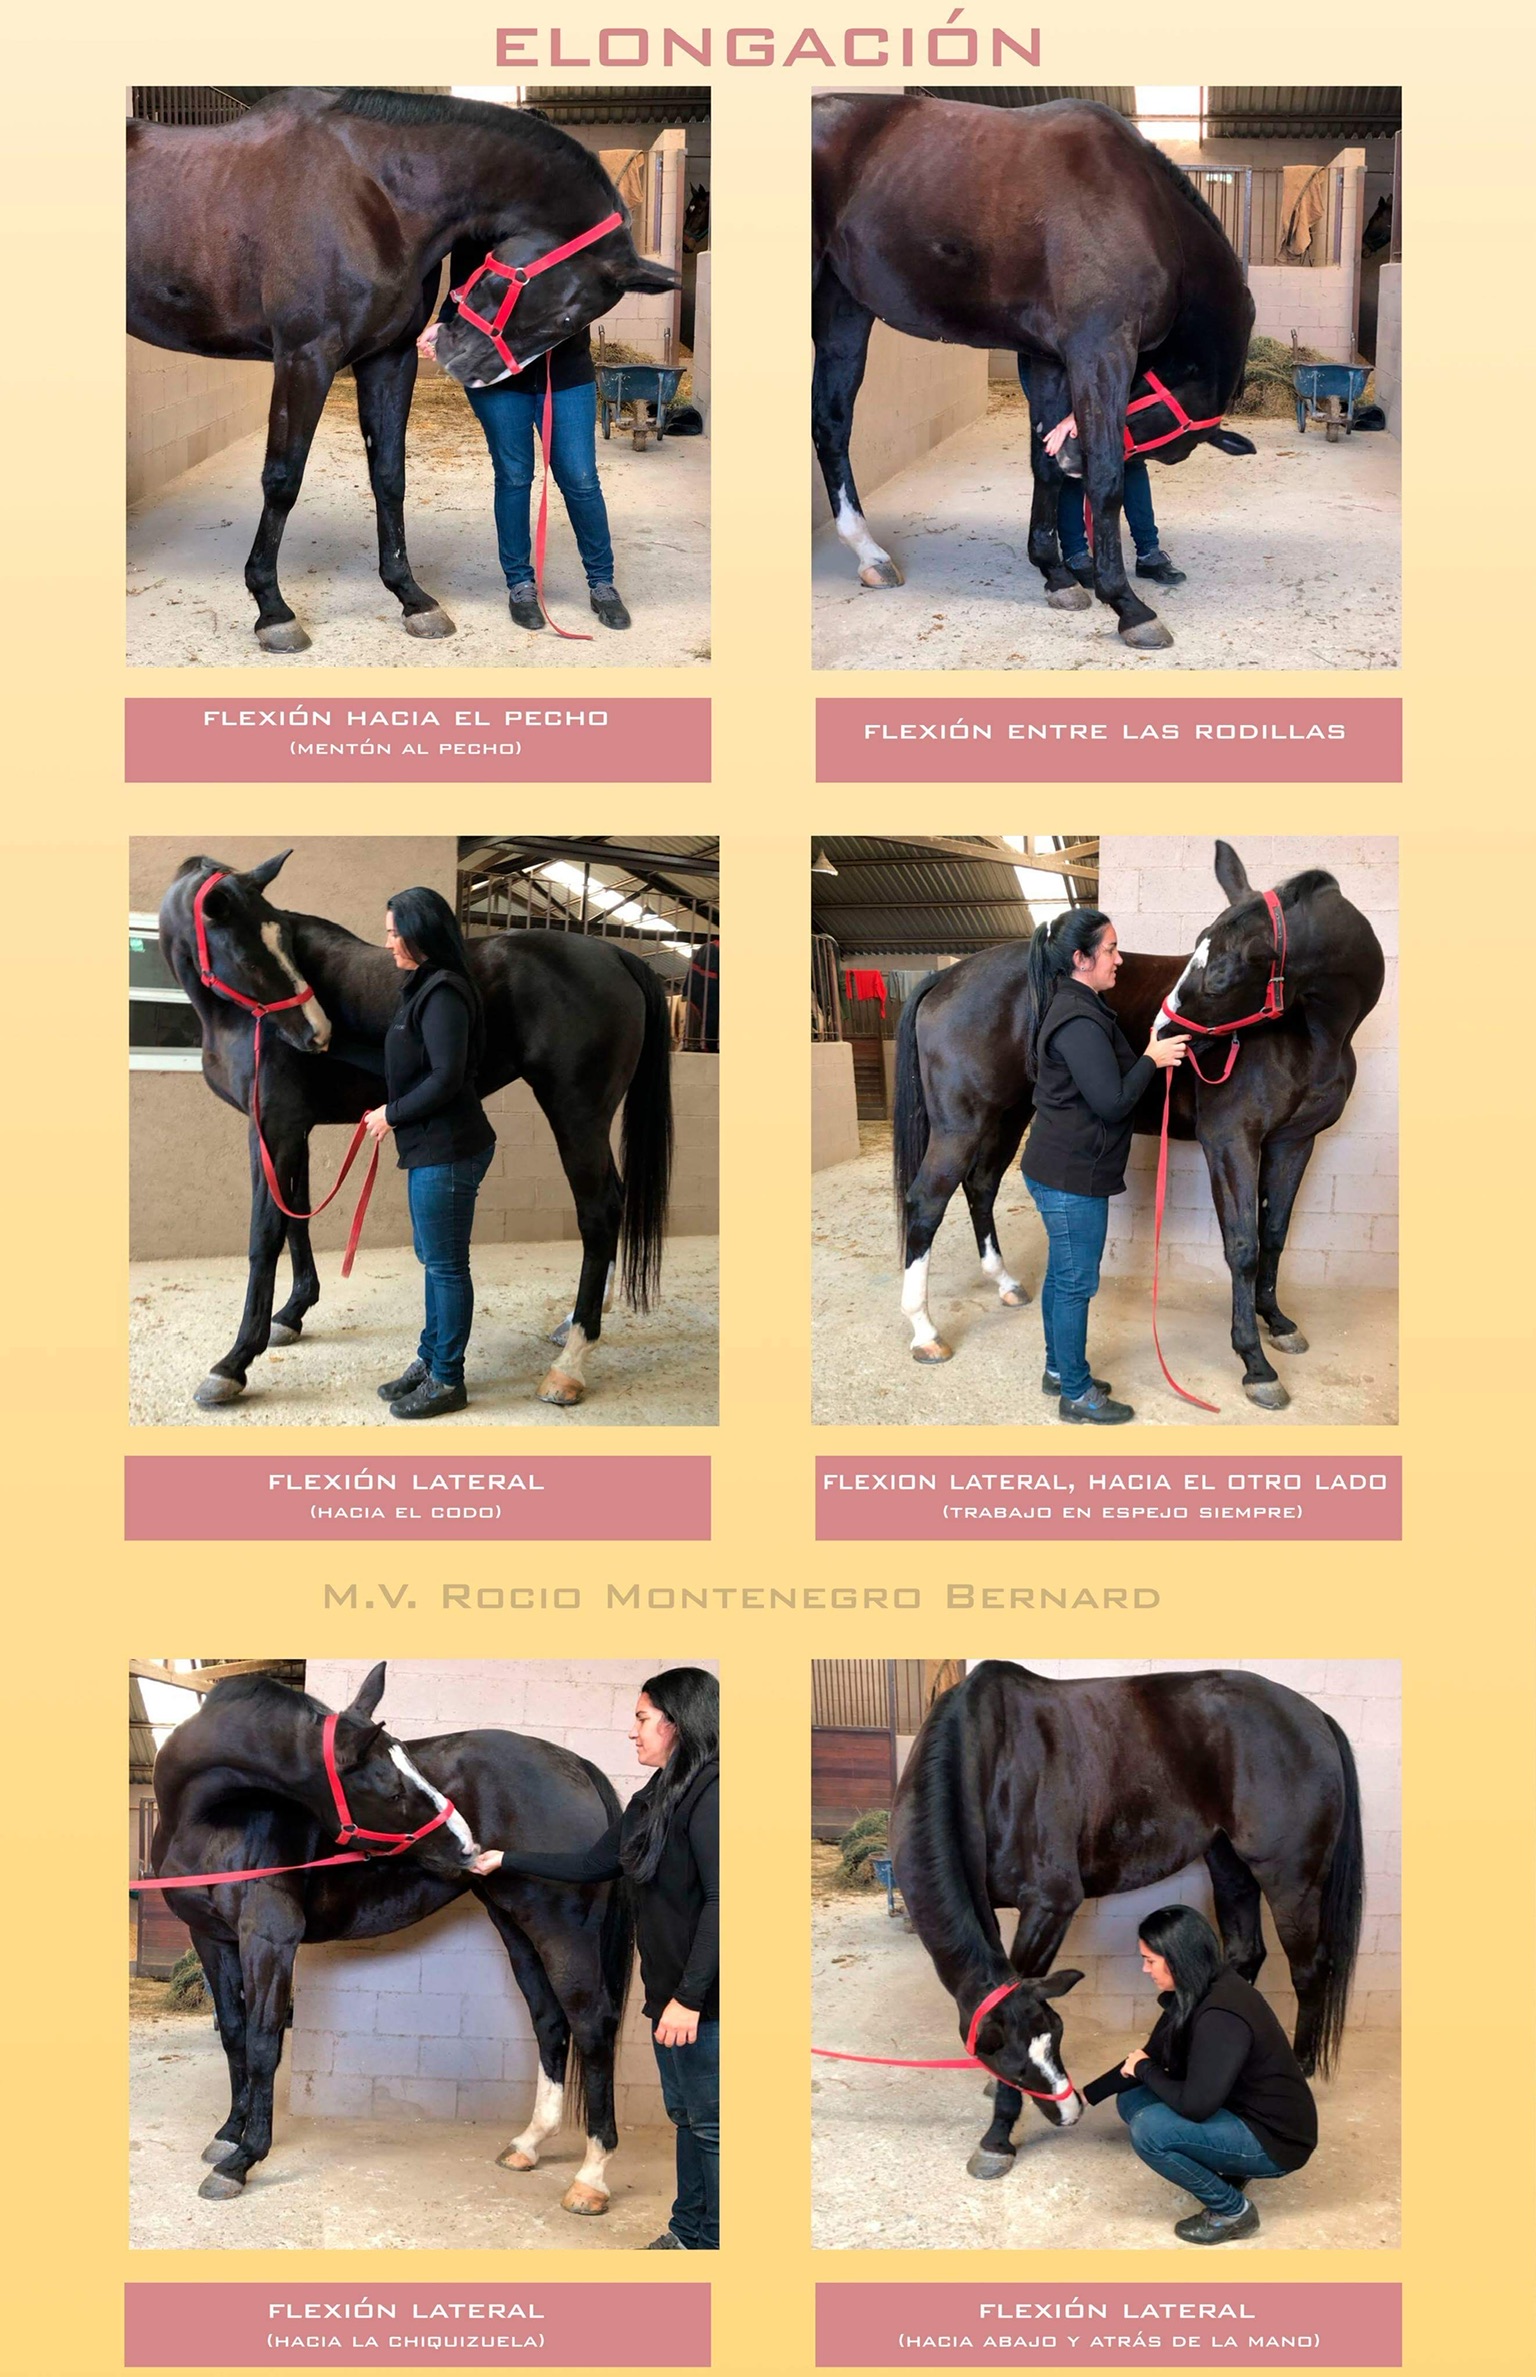 ELONGACIÓN
FLEXIÓN HACIA EL PECHO
(MENTÓN AL PECHO)
FLEXIÓN ENTRE LAS RODILLAS
FLEXIÓN LATERAL
(HACIA EL CODO)
FLEXION LATERAL, HACIA EL OTRO LADO
(TRABAJO EN ESPEJO SIEMPRE)
M.V. ROCIO MONTENEGRO BERNARD
FLEXIÓN LATERAL
(HACIA LA CHIQUIZUELA)
FLEXIÓN LATERAL
(HACIA ABAJO Y ATRÁS DE LA MANO)